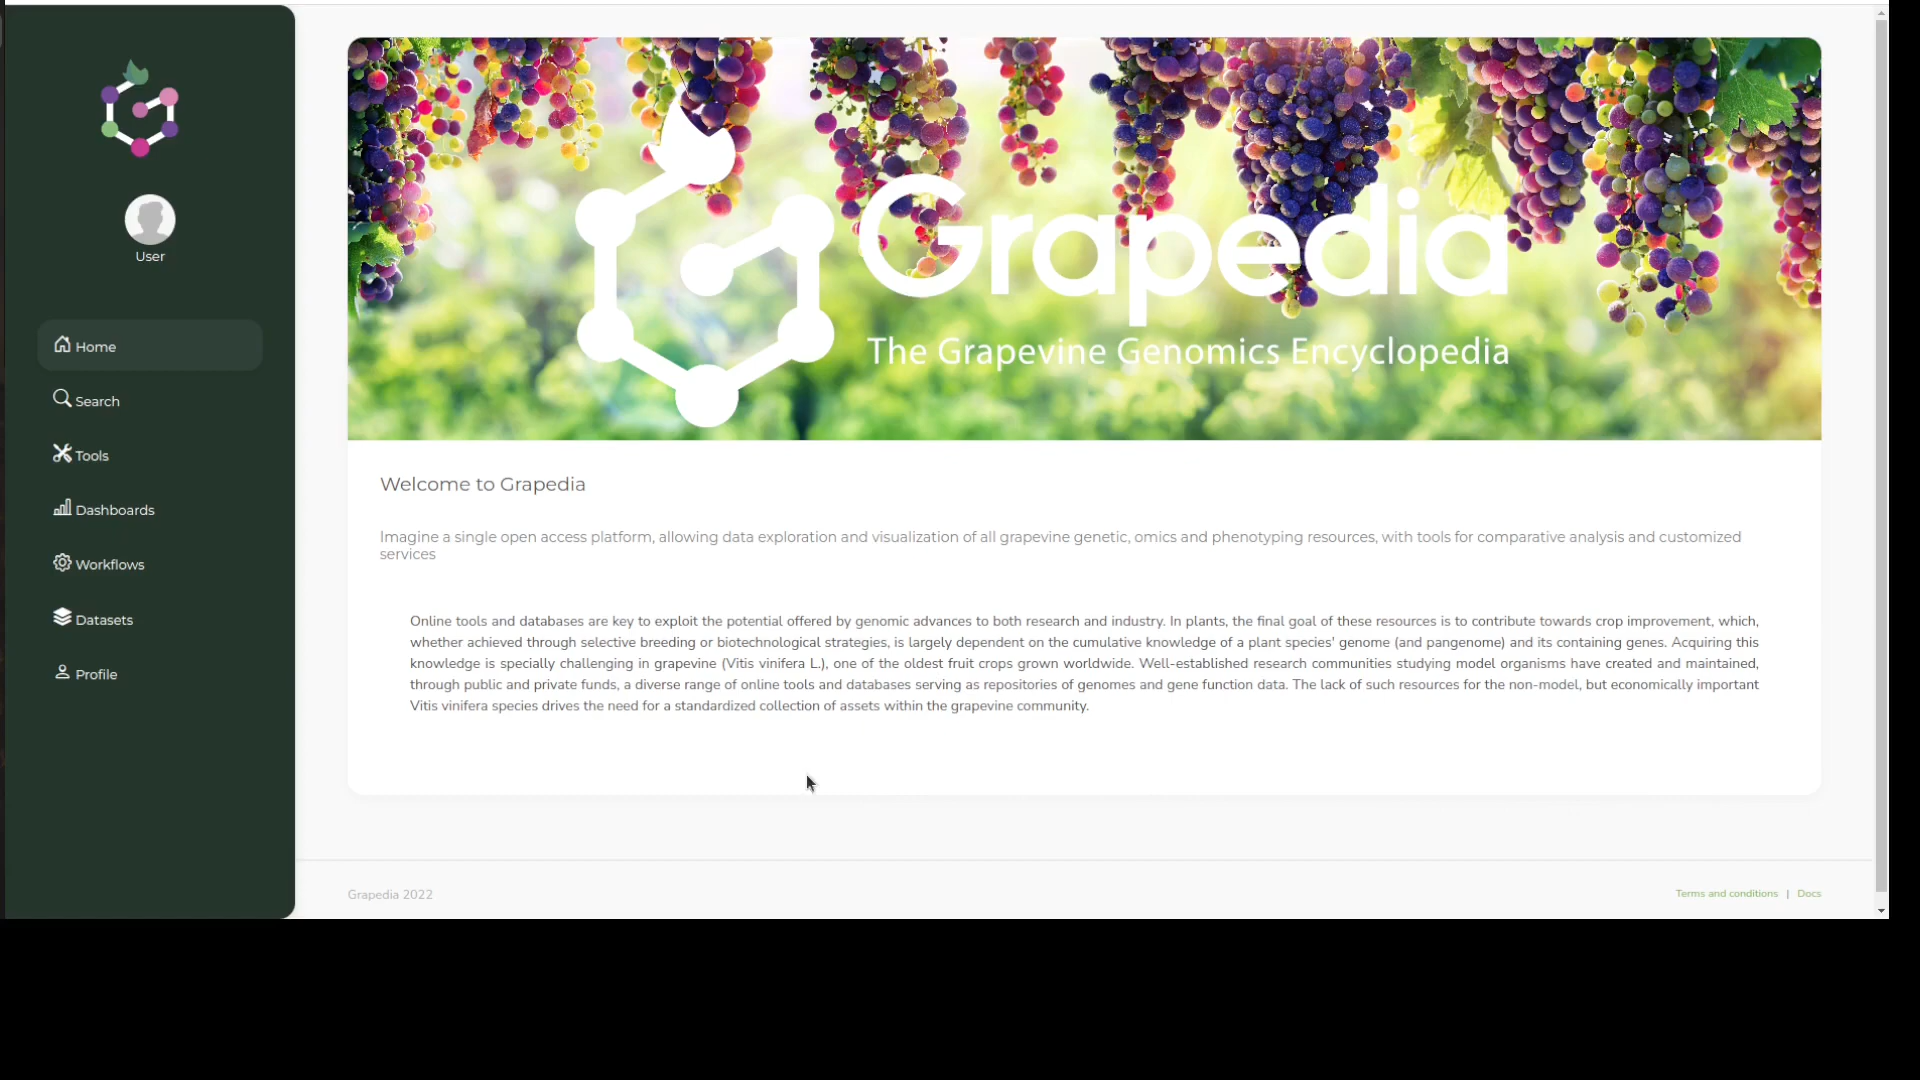 User
Home
Search
Tools
Dashboards
Workflows
Datasets
Profile
Grapedia
The Grapevine Genomics Encyclopedia
Welcome to Grapedia
Imagine a single open access platform, allowing data exploration and visualization of all grapevine genetic, omics and phenotyping resources, with tools for comparative analysis and customized
services
Online tools and databases are key to exploit the potential offered by genomic advances to both research and industry. In plants, the final goal of these resources is to contribute towards crop improvement, which,
whether achieved through selective breeding or biotechnological strategies, is largely dependent on the cumulative knowledge of a plant species' genome (and pangenome) and its containing genes. Acquiring this
knowledge is specially challenging in grapevine (Vitis vinifera L.), one of the oldest fruit crops grown worldwide. Well-established research communities studying model organisms have created and maintained,
through public and private funds, a diverse range of online tools and databases serving as repositories of genomes and gene function data. The lack of such resources for the non-model, but economically important
Vitis vinifera species drives the need for a standardized collection of assets within the grapevine community.
Grapedia 2022
Terms and conditions | Docs